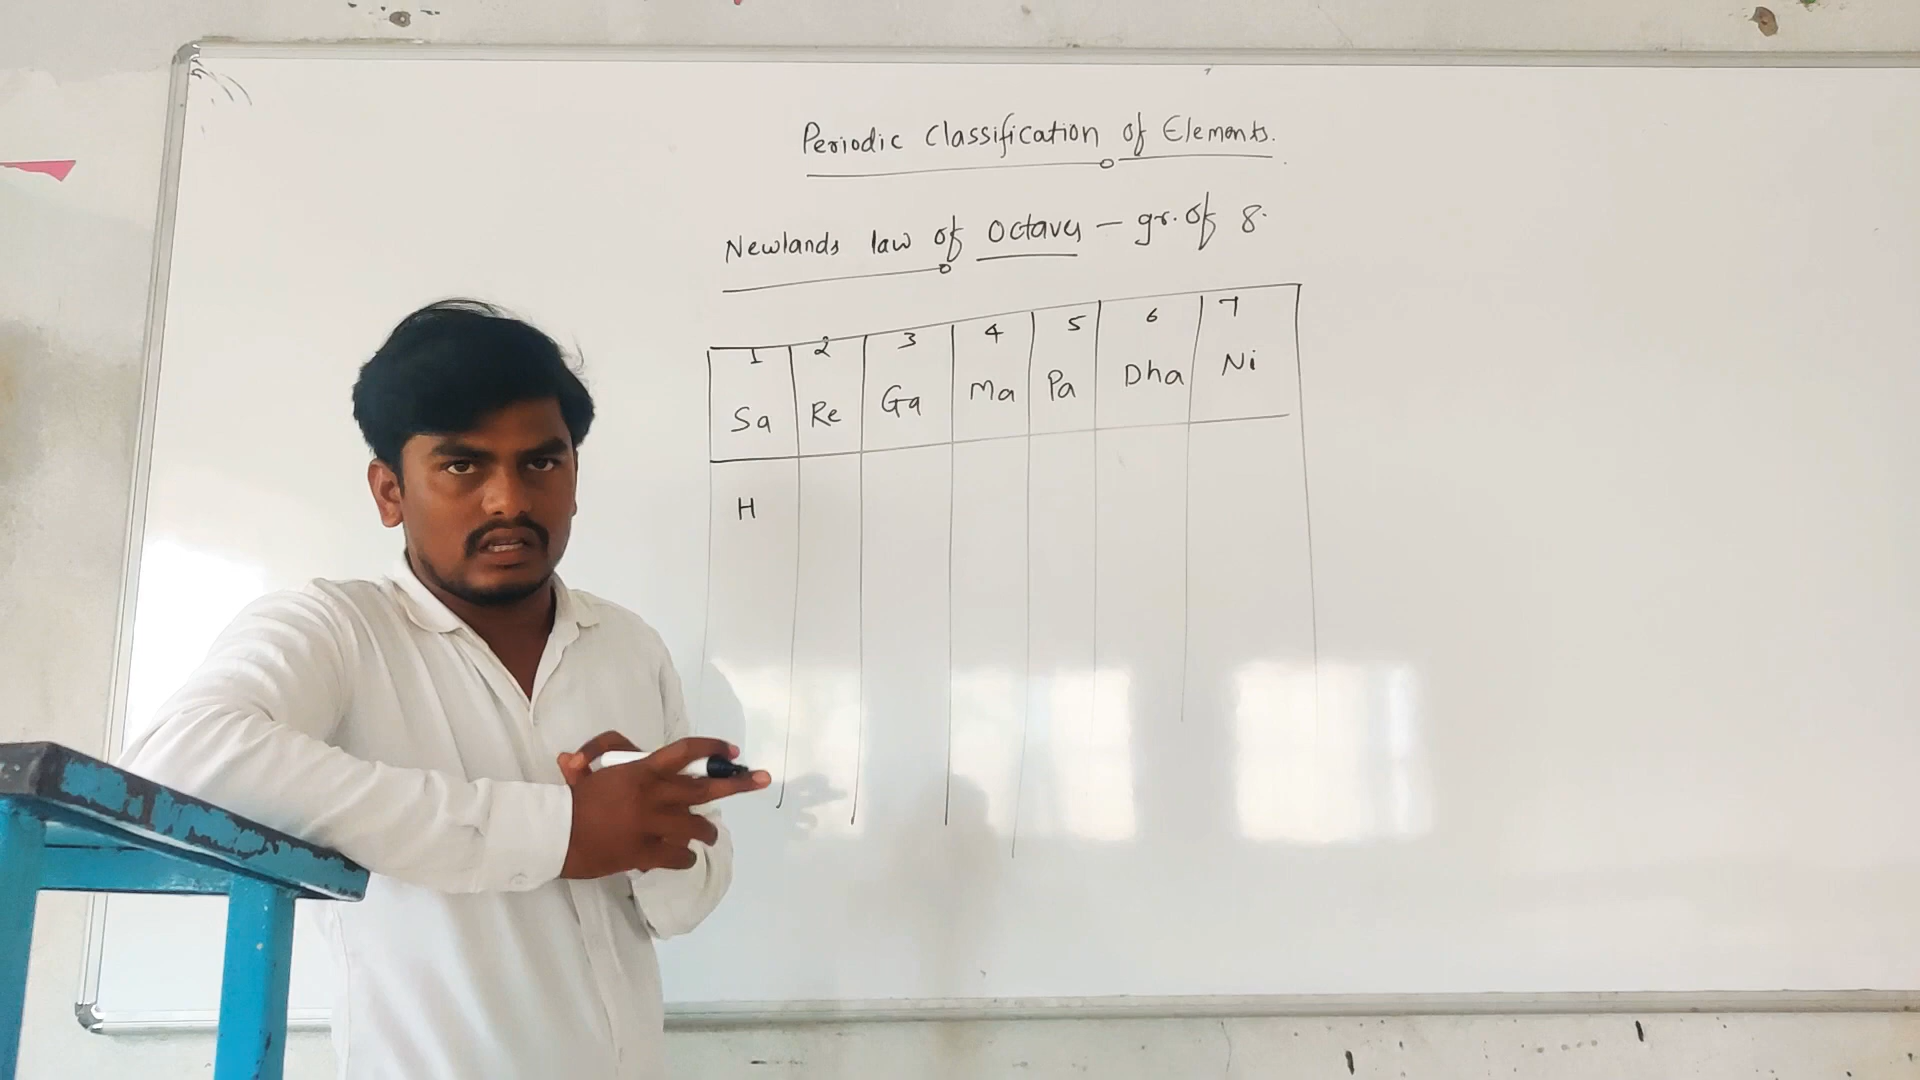 Periodic Classification of Elements.
Newlands law of Octaves - gr. of 8.
1 2 3 4 5 6 7
Sa Re Ga Ma Pa Dha Ni
H